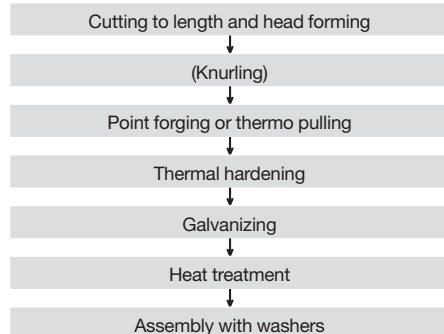 Cutting to length and head forming
(Knurling)
Point forging or thermo pulling
Thermal hardening
Galvanizing
Heat treatment
Assembly with washers